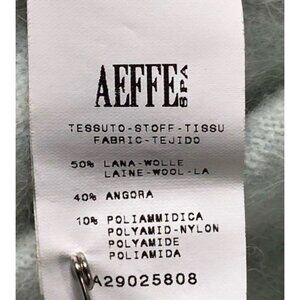 AEFFE SPA
TESSUTO-STOFF-TISSU
FABRIC-TEJIDO
50% LANA-WOLLE
LAINE-WOOL-LA
40% ANGORA
10% POLIAMMIDICA
POLYAMID-NYLON
POLYAMIDE
POLIAMIDA
A29025808